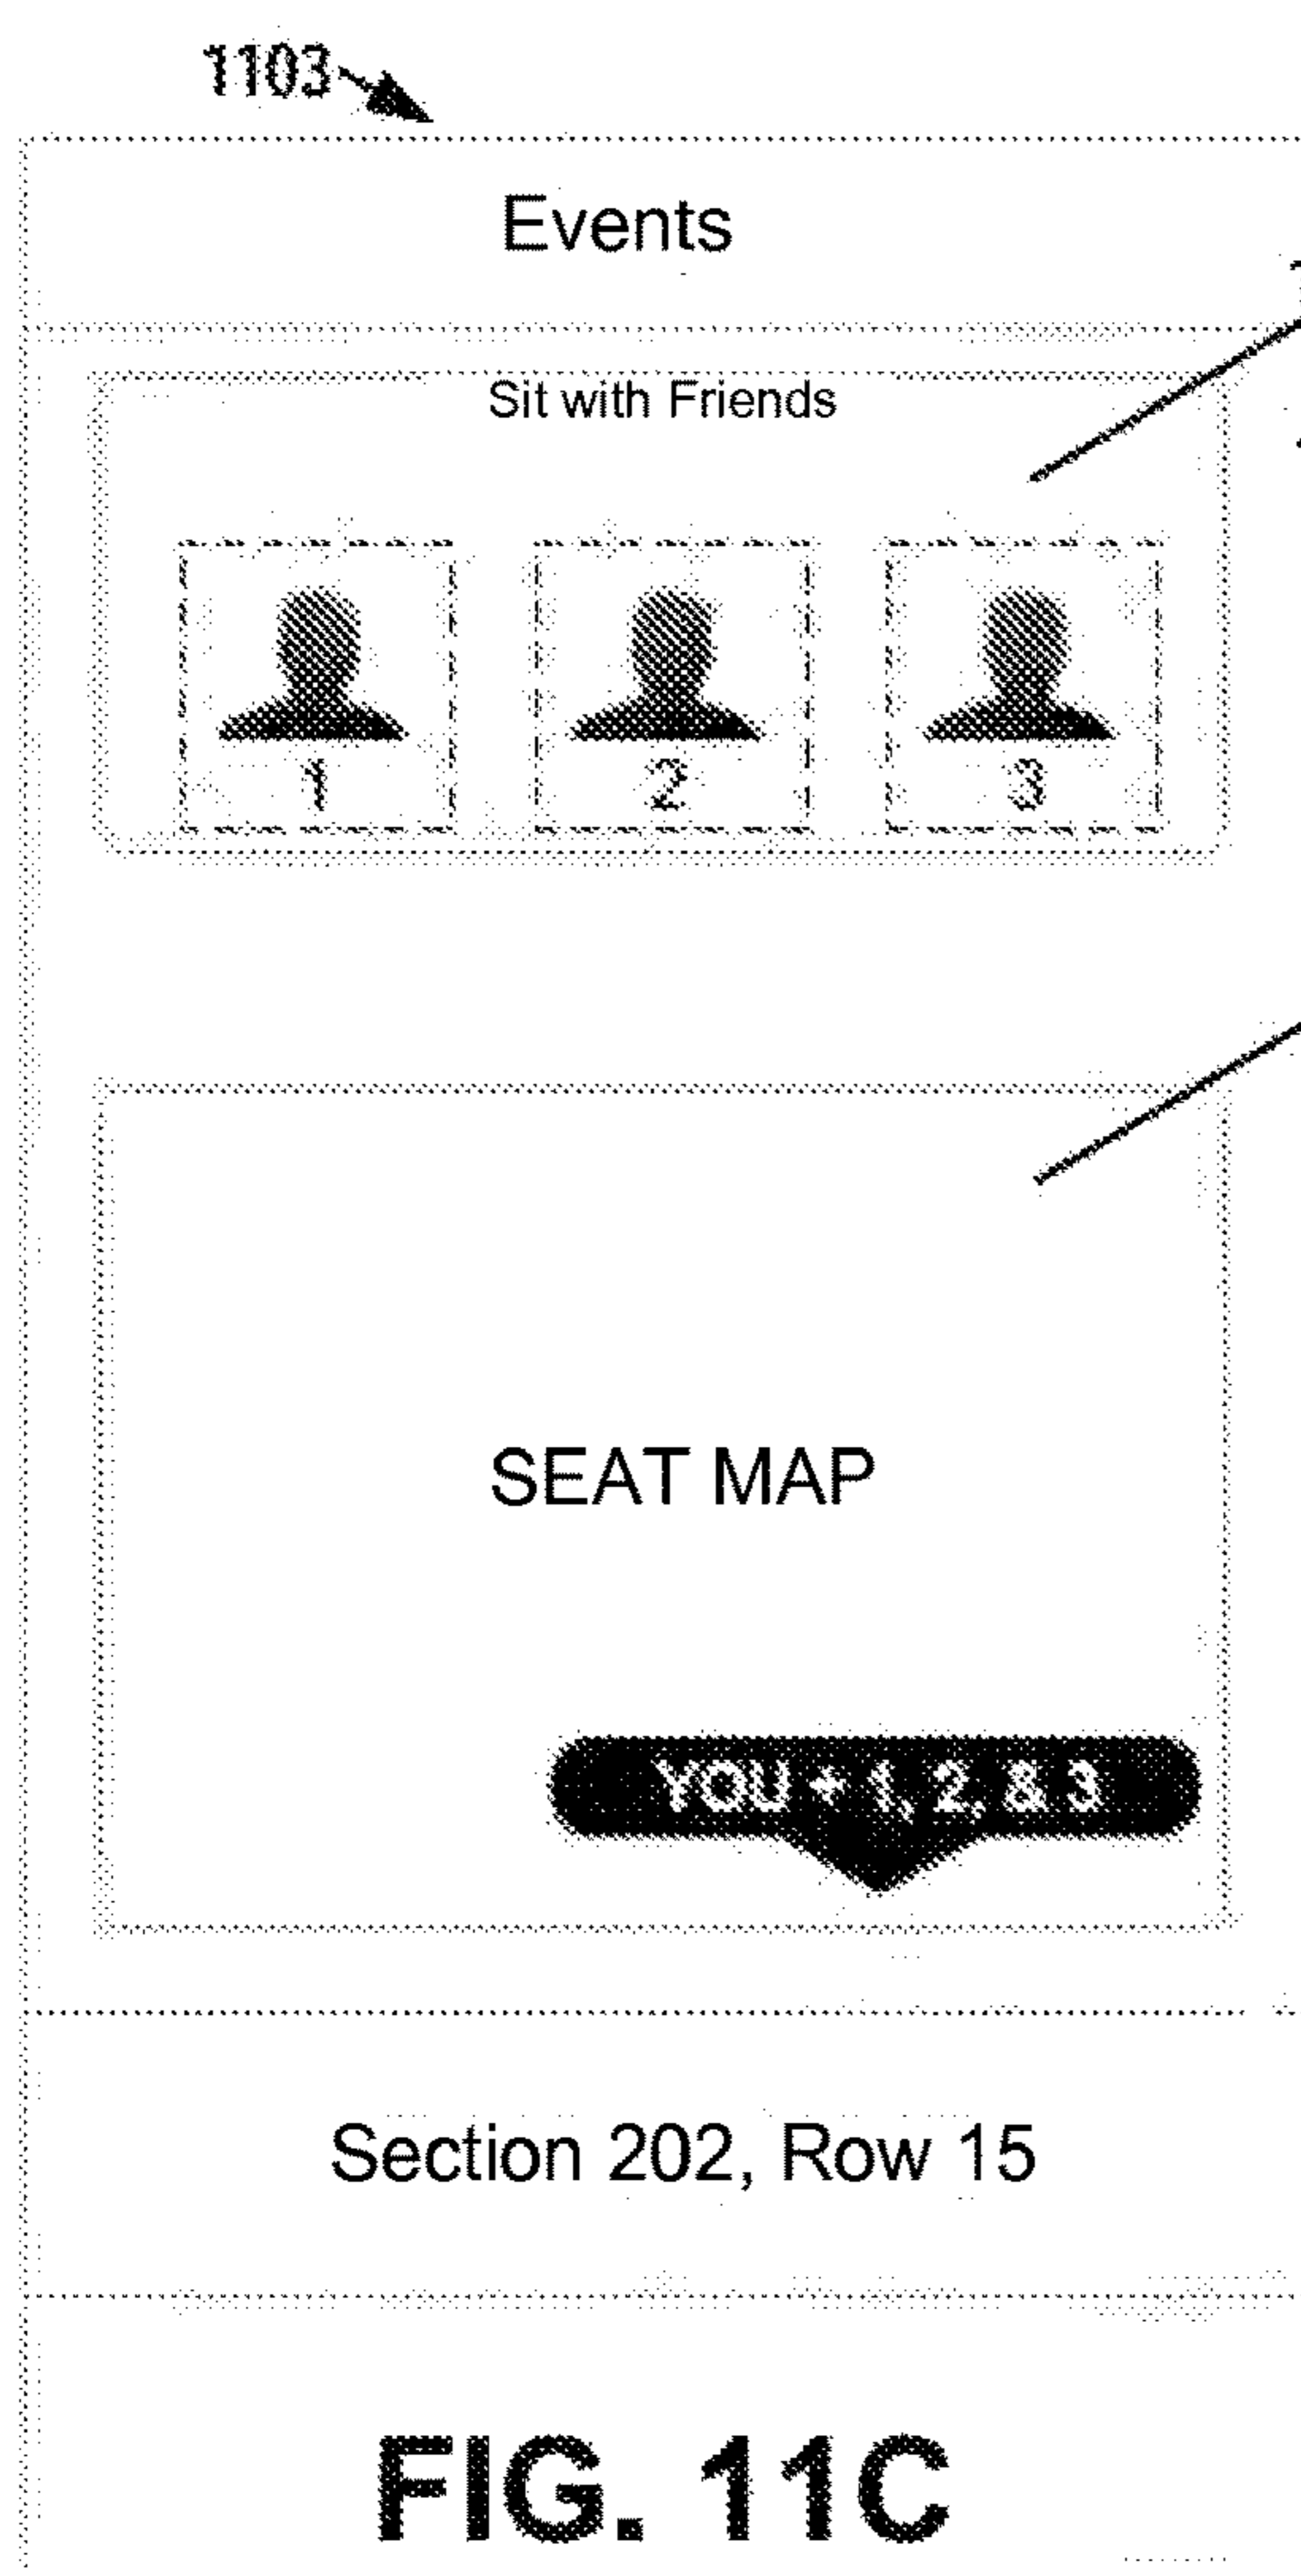 1103
Events
Sit with Friends
1 2 3
SEAT MAP
YOU + 1, 2, & 3
Section 202, Row 15
FIG. 11C